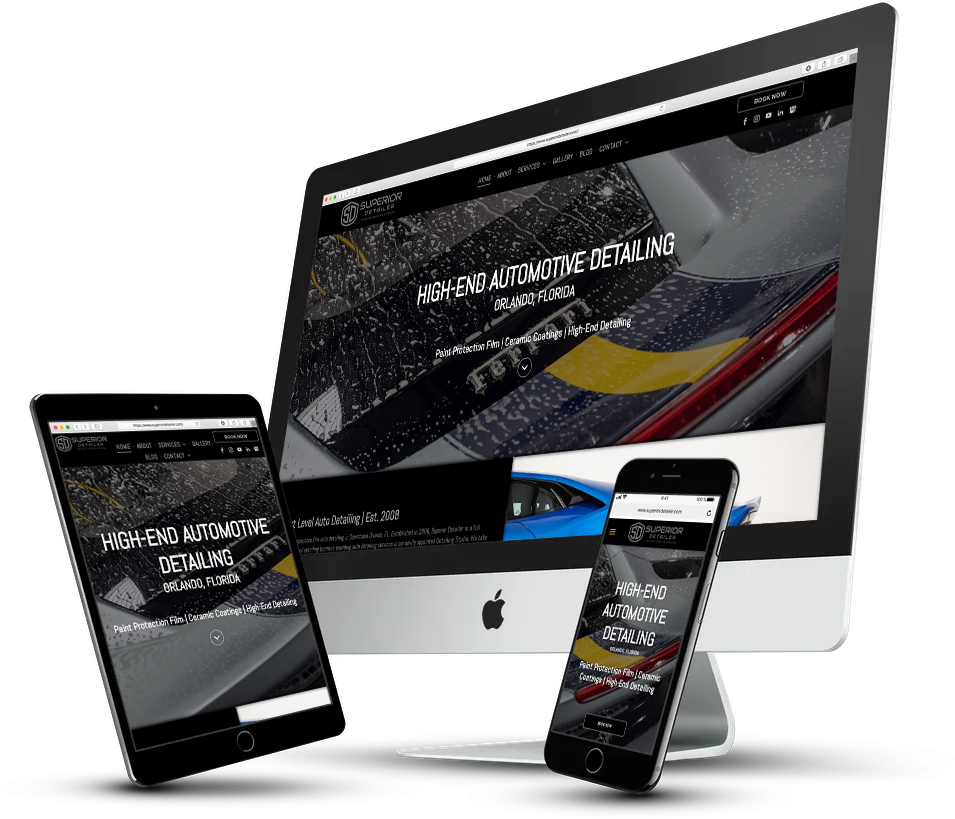 https://www.superiordetailer.com/
BOOK NOW
SUPERIOR
DETAILER
HOME ABOUT SERVICES GALLERY BLOG CONTACT
HIGH-END AUTOMOTIVE DETAILING
ORLANDO, FLORIDA
Paint Protection Film | Ceramic Coatings | High-End Detailing
Ferrari
Level Auto Detailing | Est. 2008
https://www.superiordetailer.com/
SUPERIOR
DETAILER
HOME ABOUT SERVICES GALLERY
BOOK NOW
BLOG CONTACT
HIGH-END AUTOMOTIVE
DETAILING
ORLANDO, FLORIDA
Paint Protection Film | Ceramic Coatings | High-End Detailing
9:41
100%
www.superiordetailer.com
SUPERIOR
DETAILER
HIGH-END
AUTOMOTIVE
DETAILING
ORLANDO, FLORIDA
Paint Protection Film | Ceramic
Coatings | High-End Detailing
BOOK NOW